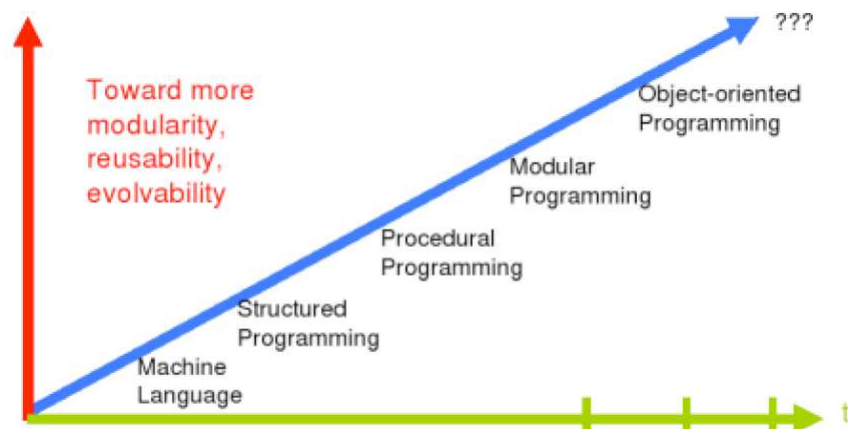 ???
Toward more
modularity,
reusability,
evolvability
Object-oriented
Programming
Modular
Programming
Procedural
Programming
Structured
Programming
Machine
Language
t